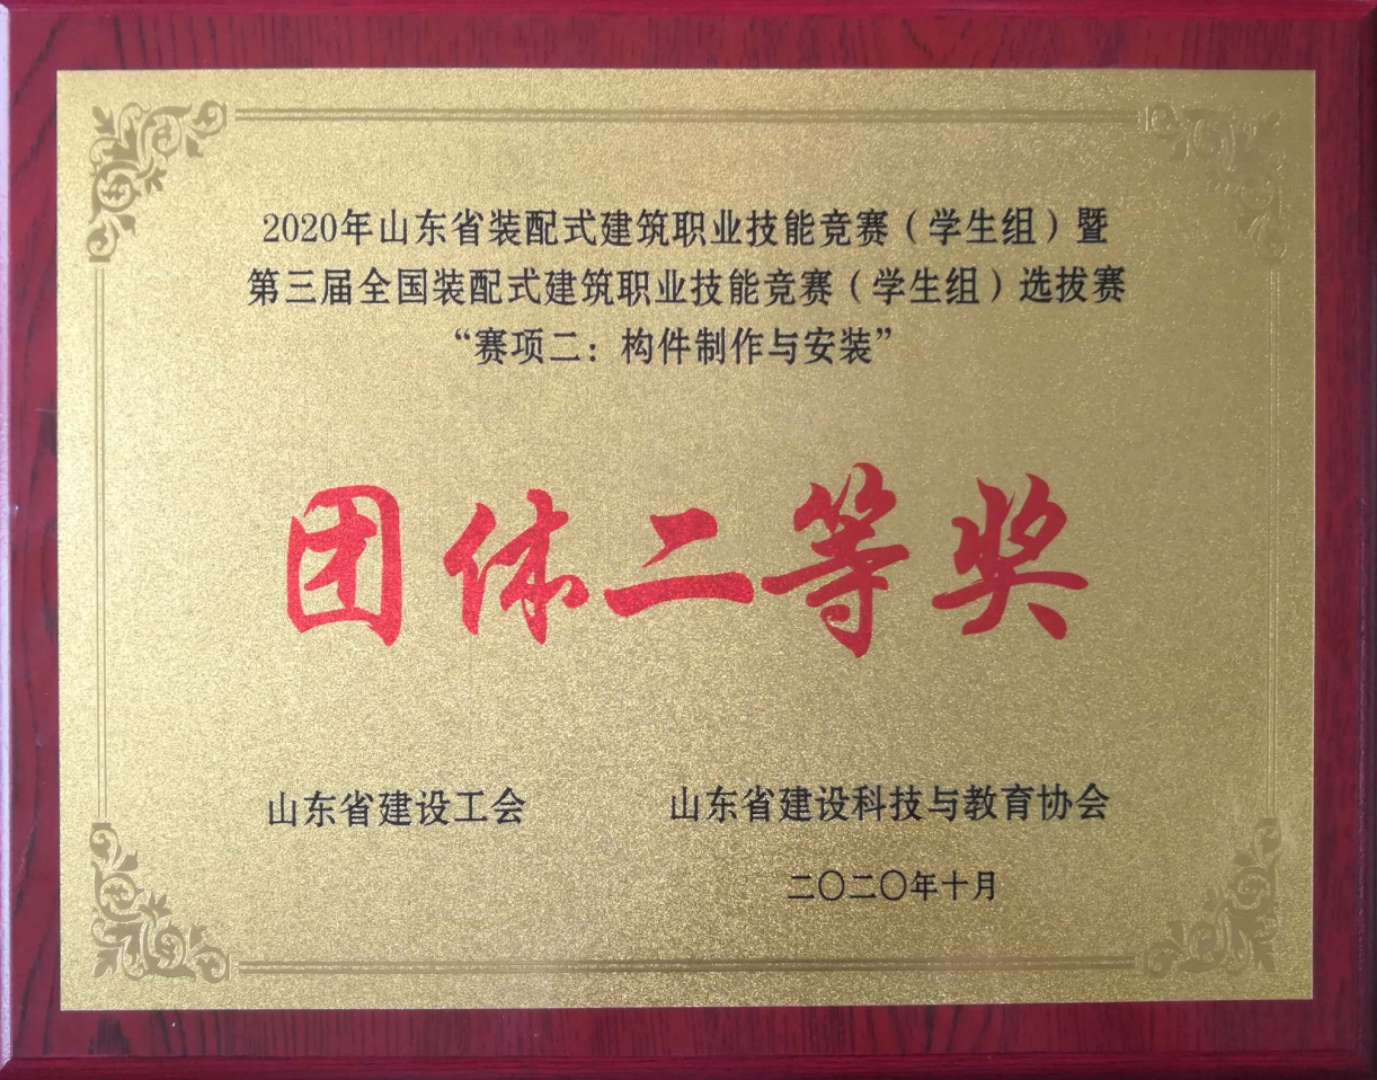 2020年山东省装配式建筑职业技能竞赛（学生组）暨
第三届全国装配式建筑职业技能竞赛（学生组）选拔赛
“赛项二：构件制作与安装”
团体二等奖
山东省建设工会 山东省建设科技与教育协会
二〇二〇年十月